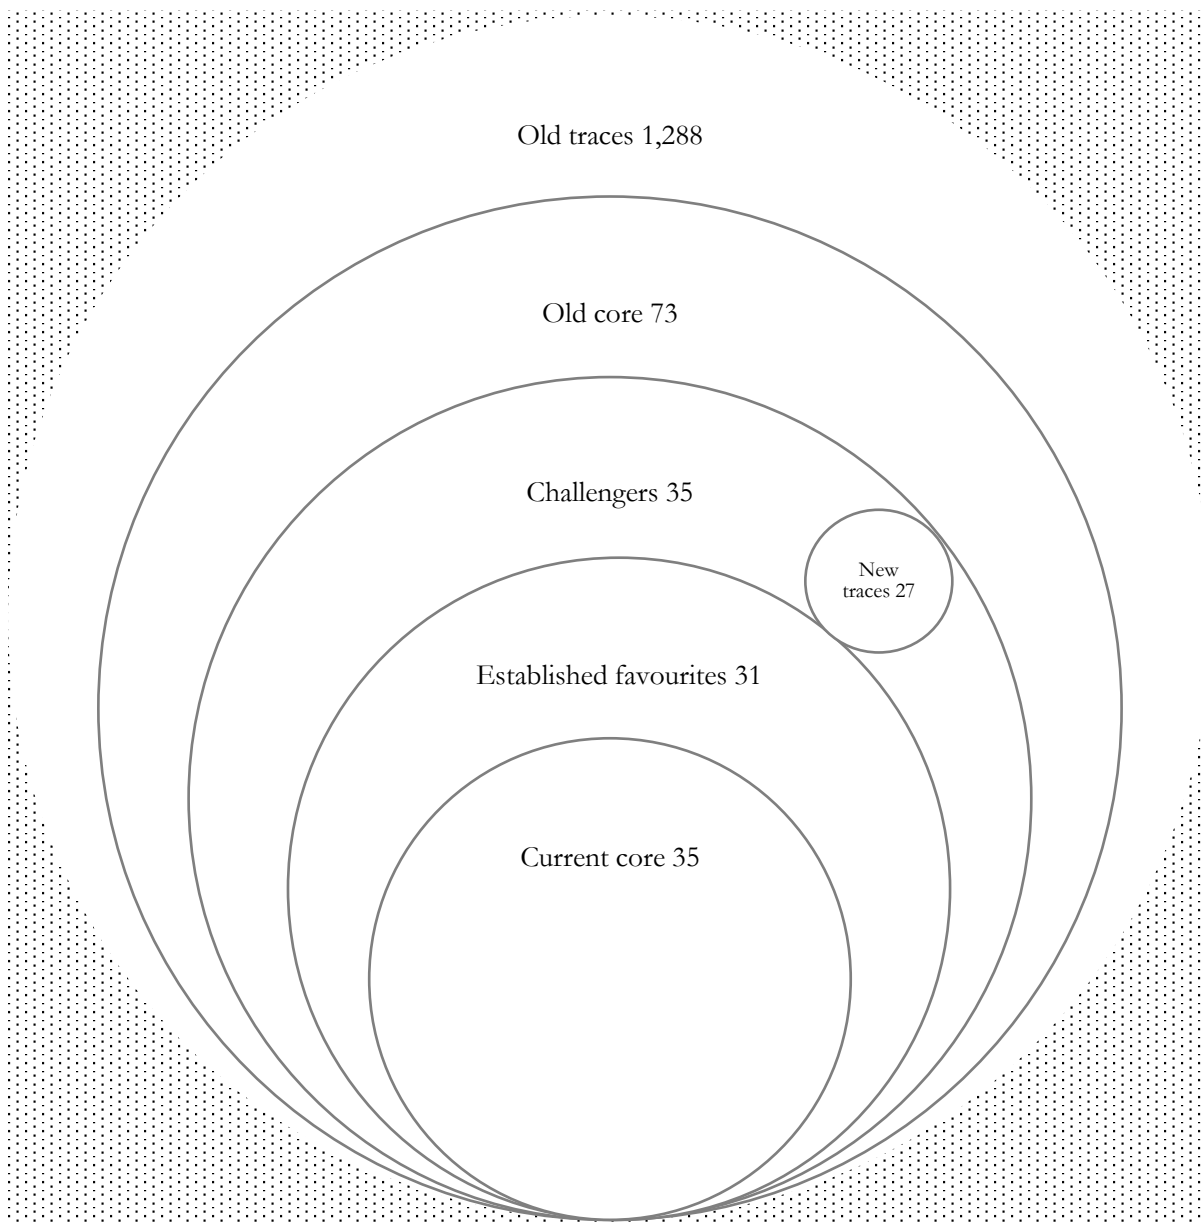 Old traces 1,288
Old core 73
Challengers 35
New
traces 27
Established favourites 31
Current core 35